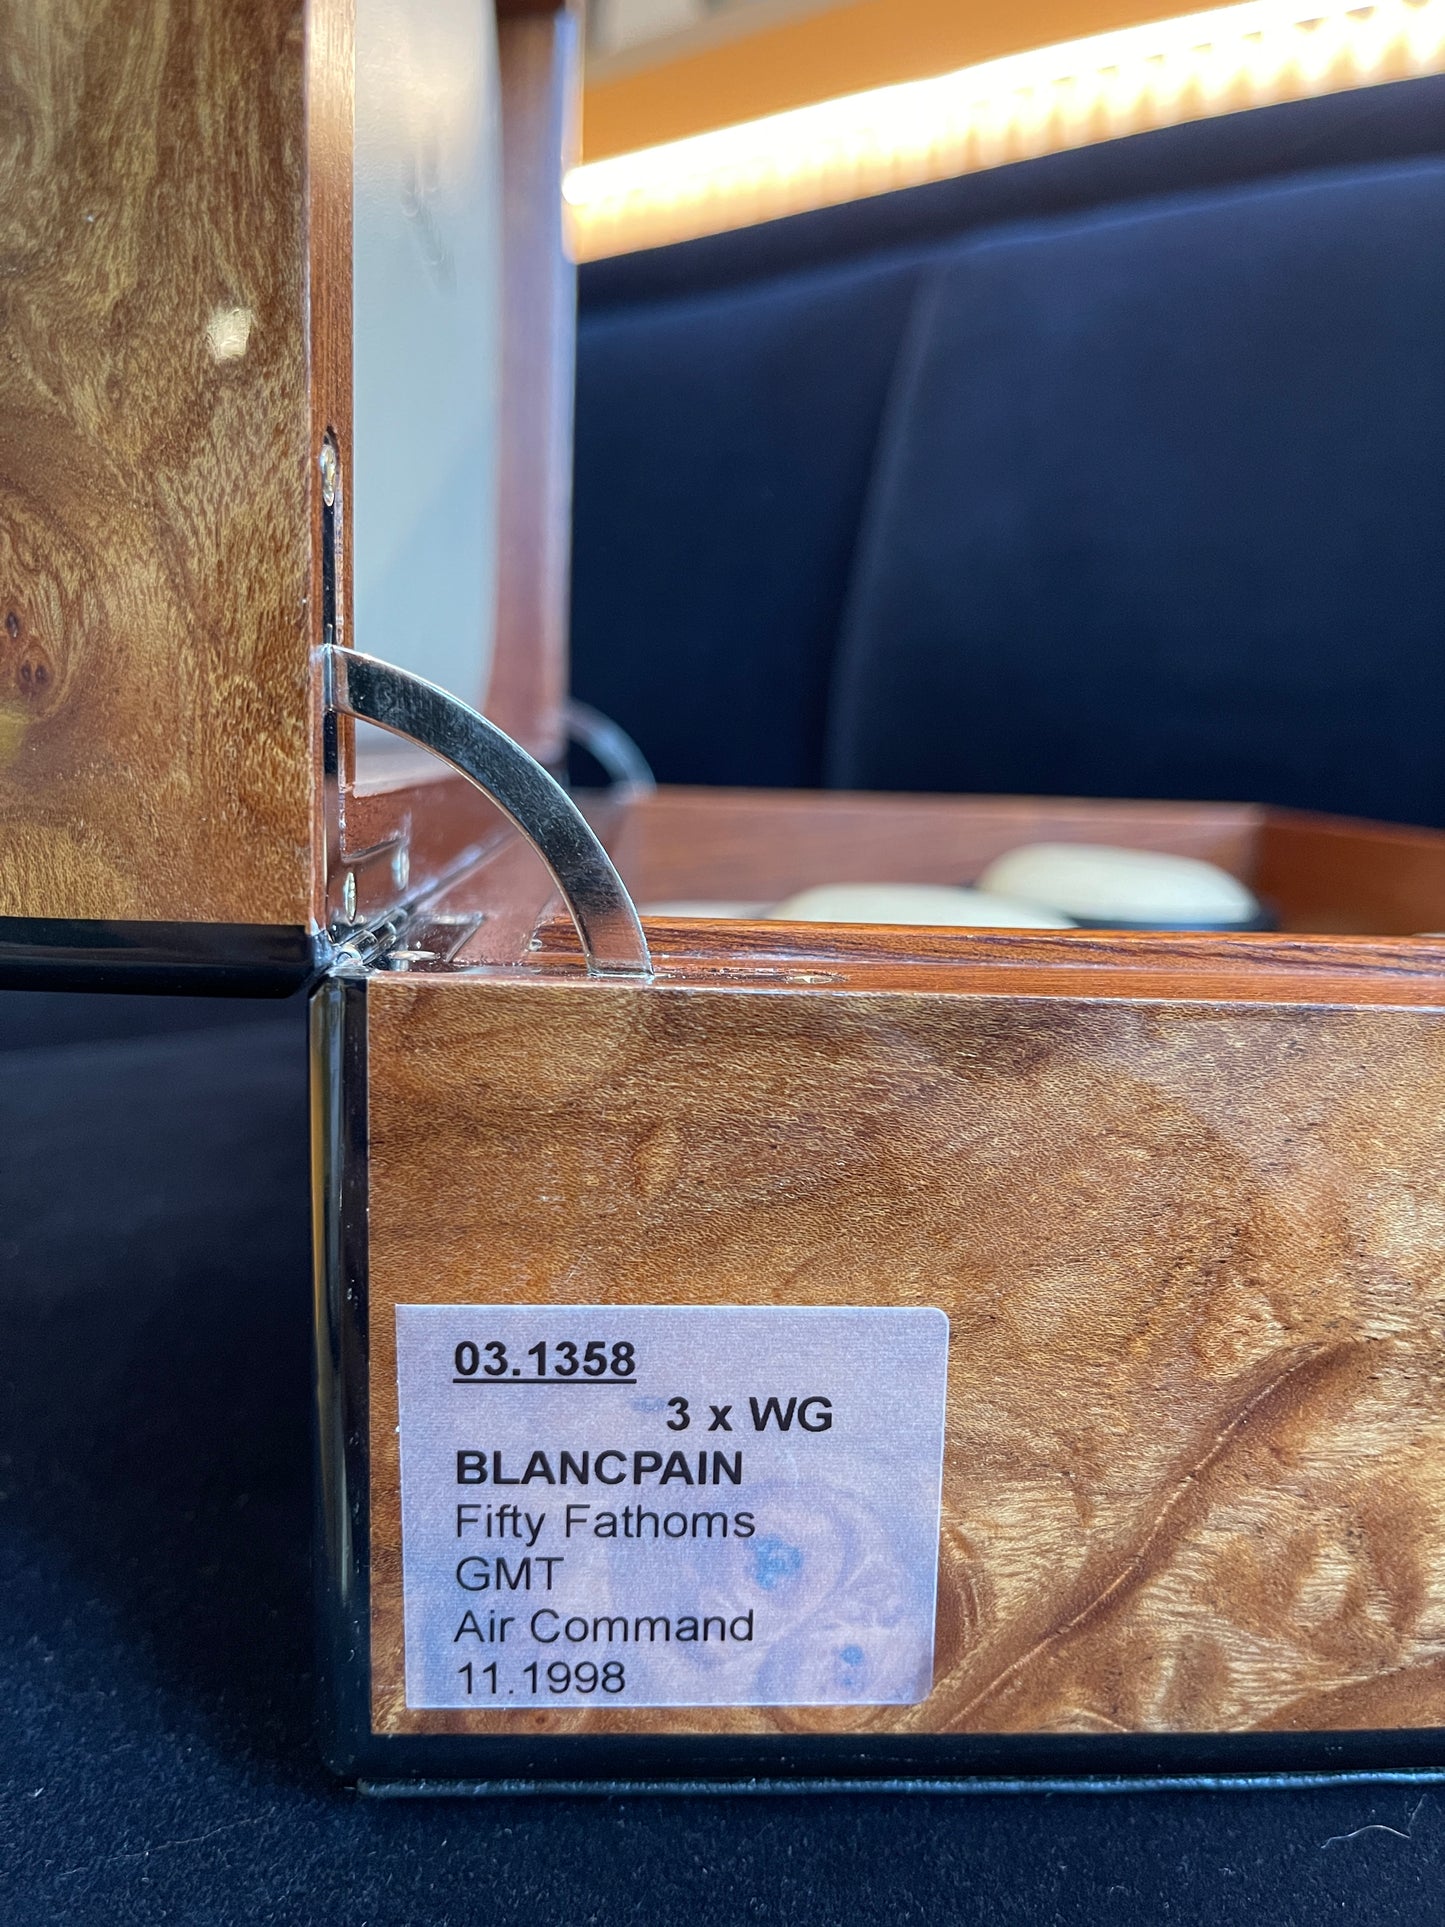 03.1358
3 x WG
BLANCPAIN
Fifty Fathoms
GMT
Air Command
11.1998